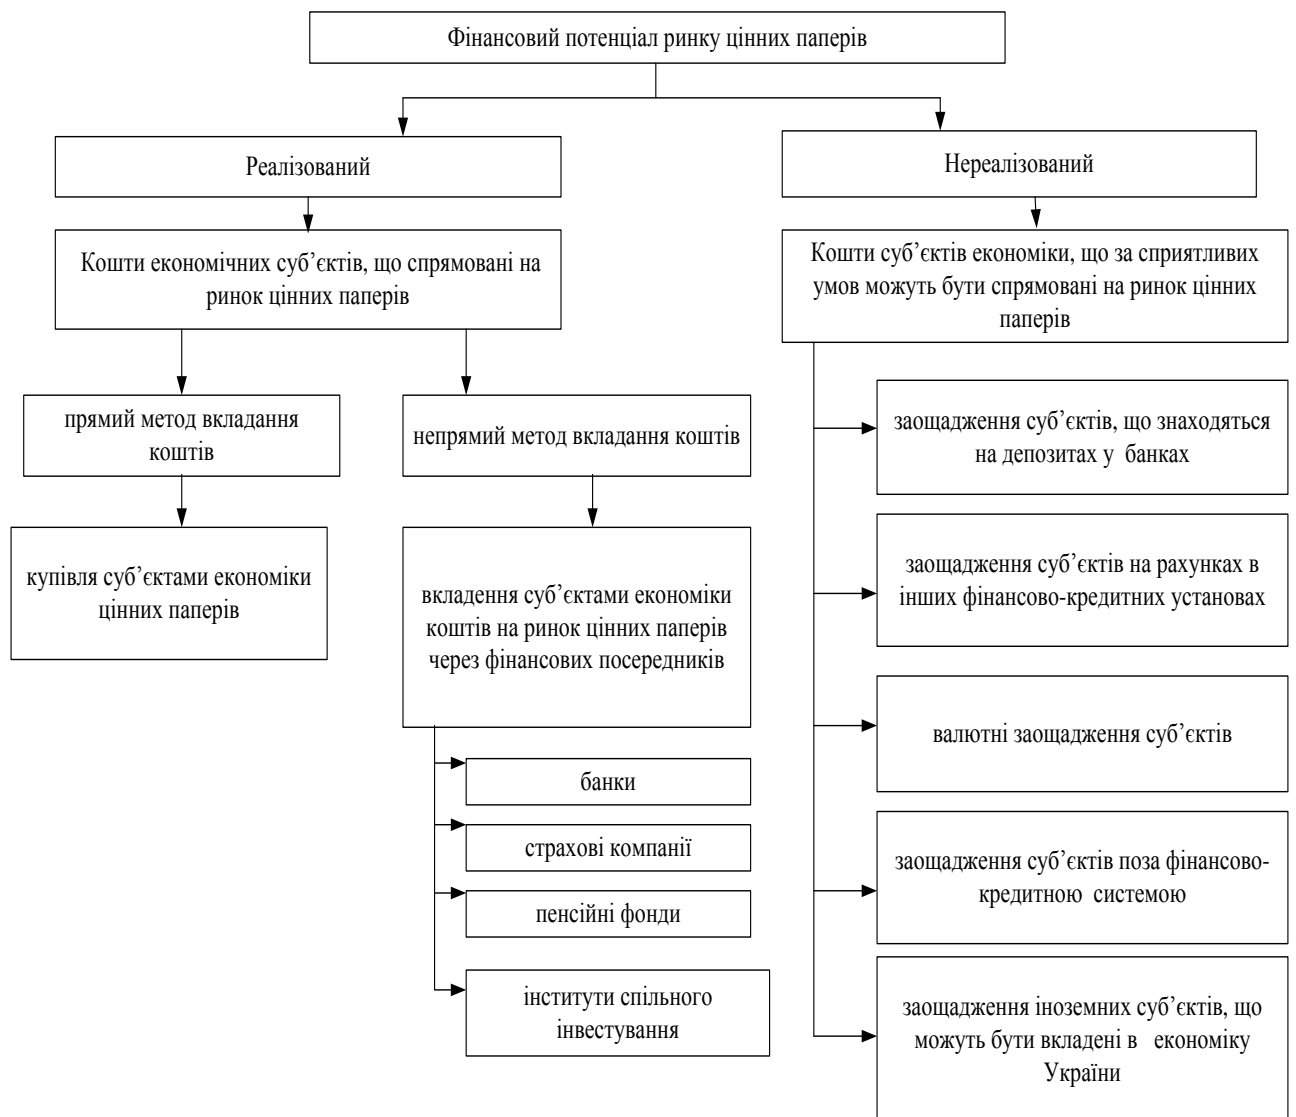 Фінансовий потенціал ринку цінних паперів
Реалізований
Нереалізований
Кошти економічних суб’єктів, що спрямовані на
ринок цінних паперів
Кошти суб’єктів економіки, що за сприятливих
умов можуть бути спрямовані на ринок цінних
паперів
прямий метод вкладання
коштів
непрямий метод вкладання коштів
купівля суб’єктами економіки
цінних паперів
вкладення суб’єктами економіки
коштів на ринок цінних паперів
через фінансових посередників
банки
страхові компанії
пенсійні фонди
інститути спільного
інвестування
заощадження суб’єктів, що знаходяться
на депозитах у банках
заощадження суб’єктів на рахунках в
інших фінансово-кредитних установах
валютні заощадження суб’єктів
заощадження суб’єктів поза фінансово-
кредитною системою
заощадження іноземних суб’єктів, що
можуть бути вкладені в економіку
України